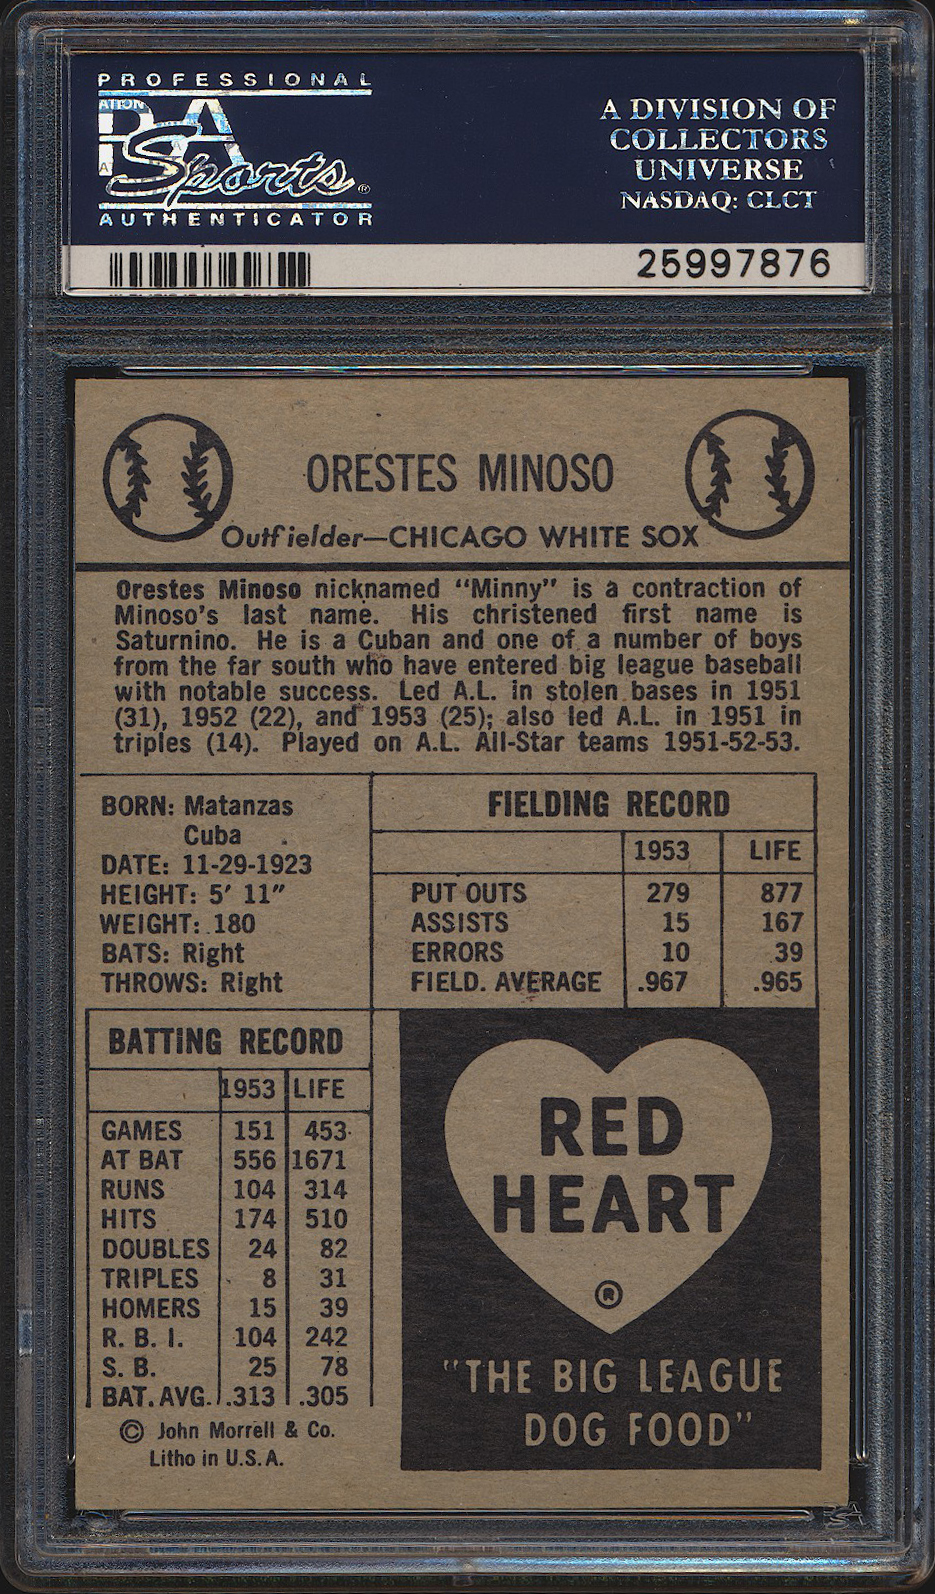 PROFESSIONAL
PSA
Sports®
AUTHENTICATOR
A DIVISION OF
COLLECTORS
UNIVERSE
NASDAQ: CLCT
25997876
ORESTES MINOSO
Outfielder—CHICAGO WHITE SOX
Orestes Minoso nicknamed "Minny" is a contraction of
Minoso's last name. His christened first name is
Saturnino. He is a Cuban and one of a number of boys
from the far south who have entered big league baseball
with notable success. Led A.L. in stolen bases in 1951
(31), 1952 (22), and 1953 (25); also led A.L. in 1951 in
triples (14). Played on A.L. All-Star teams 1951-52-53.
BORN: Matanzas
Cuba
DATE: 11-29-1923
HEIGHT: 5' 11"
WEIGHT: 180
BATS: Right
THROWS: Right
FIELDING RECORD
1953 LIFE
PUT OUTS 279 877
ASSISTS 15 167
ERRORS 10 39
FIELD. AVERAGE .967 .965
BATTING RECORD
1953 LIFE
GAMES 151 453
AT BAT 556 1671
RUNS 104 314
HITS 174 510
DOUBLES 24 82
TRIPLES 8 31
HOMERS 15 39
R. B. I. 104 242
S. B. 25 78
BAT. AVG. .313 .305
© John Morrell & Co.
Litho in U.S.A.
RED
HEART
®
"THE BIG LEAGUE
DOG FOOD"